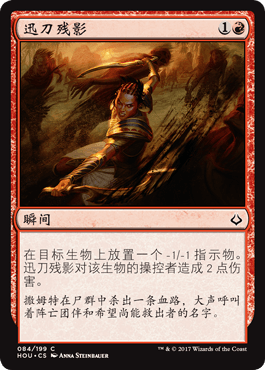 迅刀残影 1
瞬间
在目标生物上放置一个 -1/-1 指示物。
迅刀残影对该生物的操控者造成 2 点伤
害。
撒姆特在尸群中杀出一条血路，大声呼叫
着阵亡团伴和希望尚能救出者的名字。
084/199 C
HOU • CS ANNA STEINBAUER
™ & © 2017 Wizards of the Coast